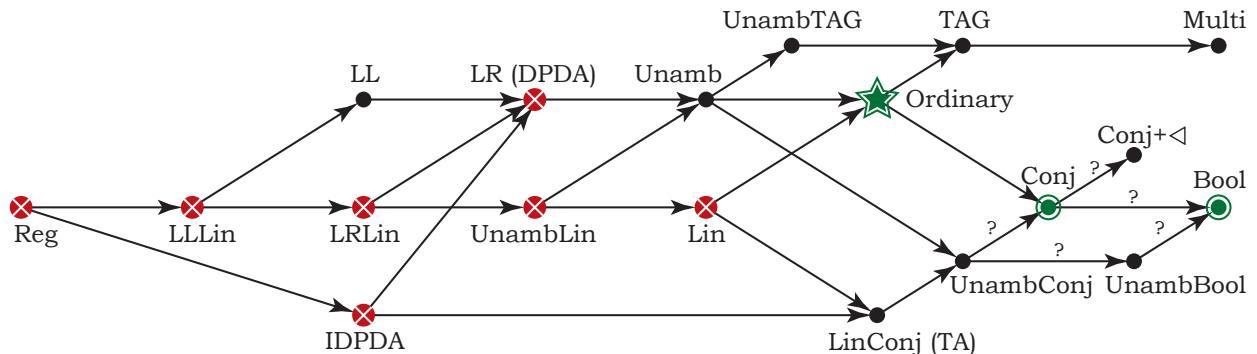 UnambTAG
TAG
Multi
LL
LR (DPDA)
Unamb
Ordinary
Conj+⊲
?
Conj
Bool
?
Reg
LLLin
LRLin
UnambLin
Lin
?
?
UnambConj
UnambBool
IDPDA
LinConj (TA)